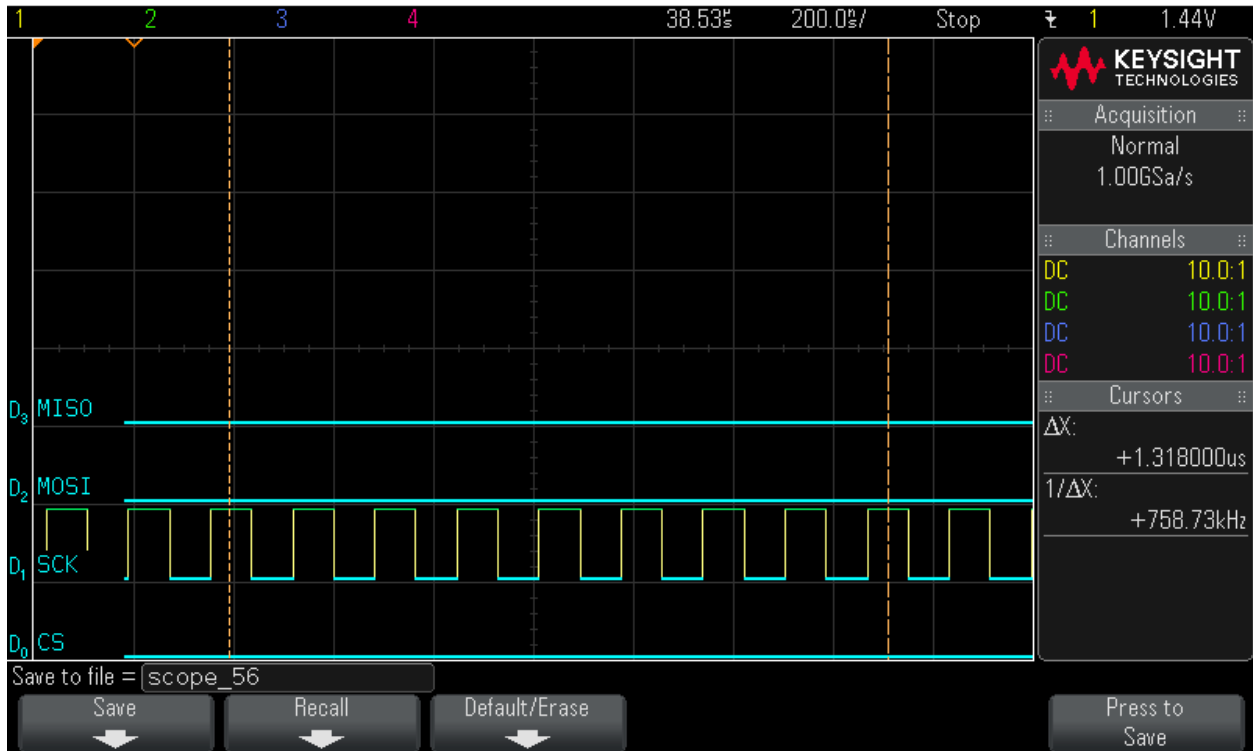 1 2 3 4 38.53µs 200.0ns/ Stop 1 1.44V
KEYSIGHT
TECHNOLOGIES
Acquisition
Normal
1.00GSa/s
Channels
DC 10.0:1
DC 10.0:1
DC 10.0:1
DC 10.0:1
Cursors
ΔX:
+1.318000us
1/ΔX:
+758.73kHz
D3 MISO
D2 MOSI
D1 SCK
D0 CS
Save to file = scope_56
Save
Recall
Default/Erase
Press to
Save